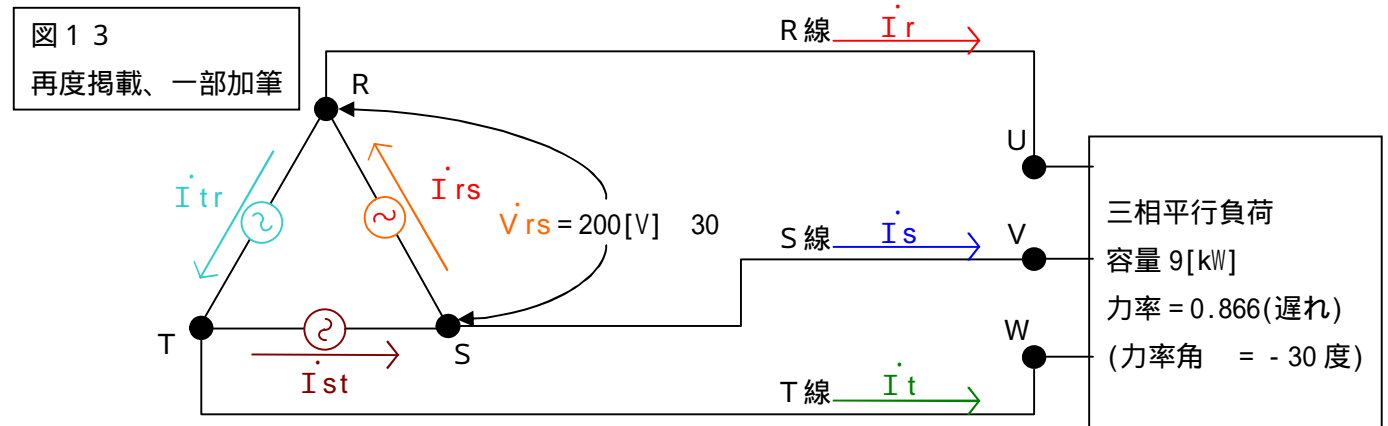 図13
再度掲載、一部加筆
R線 İr
R
U
İtr
İrs
V̇rs=200[V] 30
S線 İs
V
三相平行負荷
容量9[kW]
力率=0.866(遅れ)
(力率角 = -30度)
T
S
İst
W
T線 İt